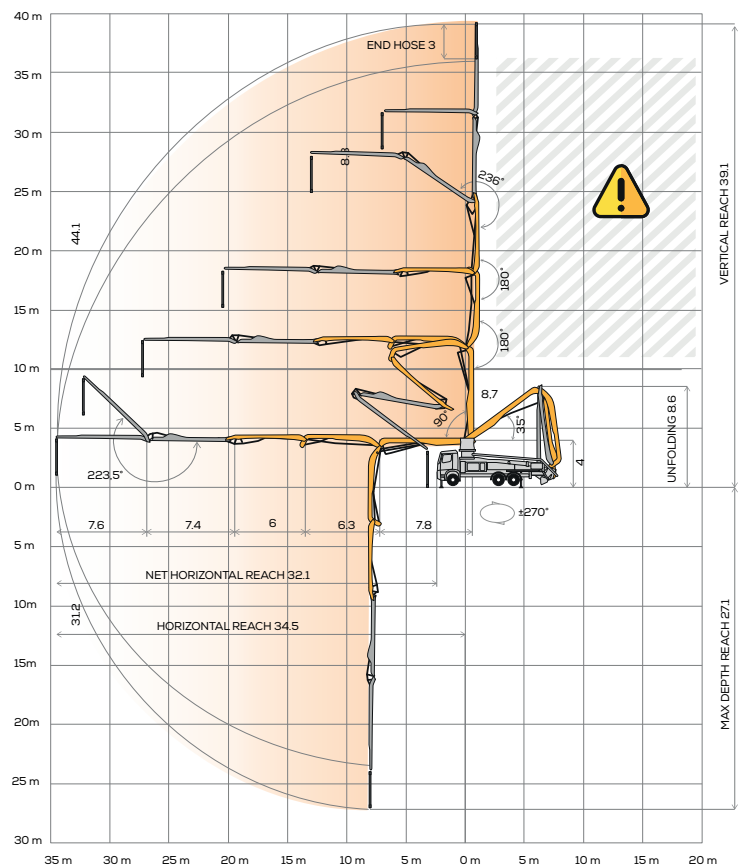 40 m
END HOSE 3
35 m
30 m
8.3
236°
25 m
44.1
VERTICAL REACH 39.1
20 m
180°
15 m
180°
10 m
8.7
90°
35°
UNFOLDING 8.6
5 m
4
223,5°
0 m
±270°
7.6
7.4
6
6.3
7.8
5 m
NET HORIZONTAL REACH 32.1
10m
31.2
HORIZONTAL REACH 34.5
MAX DEPTH REACH 27.1
15m
20m
25 m
30 m
35 m 30 m 25 m 20 m 15 m 10 m 5 m 0 m 5 m 10 m 15 m 20 m